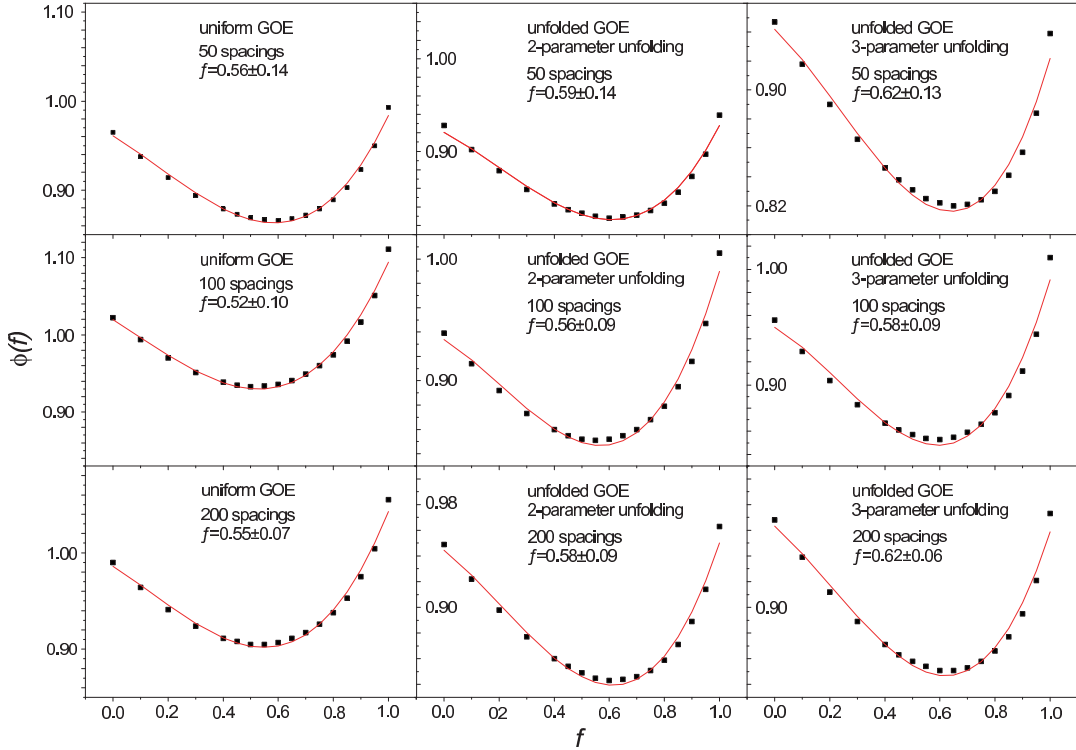 1.10
1.00
0.90
uniform GOE
50 spacings
f=0.56±0.14
1.00
0.90
unfolded GOE
2-parameter unfolding
50 spacings
f=0.59±0.14
0.90
0.82
unfolded GOE
3-parameter unfolding
50 spacings
f=0.62±0.13
ϕ(f)
1.10
1.00
0.90
uniform GOE
100 spacings
f=0.52±0.10
1.00
0.90
unfolded GOE
2-parameter unfolding
100 spacings
f=0.56±0.09
1.00
0.90
unfolded GOE
3-parameter unfolding
100 spacings
f=0.58±0.09
1.00
0.90
uniform GOE
200 spacings
f=0.55±0.07
0.98
0.90
unfolded GOE
2-parameter unfolding
200 spacings
f=0.58±0.09
0.90
unfolded GOE
3-parameter unfolding
200 spacings
f=0.62±0.06
0.0 0.2 0.4 0.6 0.8 1.0
0.0 02 0.4 0.6 0.8 1.0
0.0 0.2 0.4 0.6 0.8 1.0
f